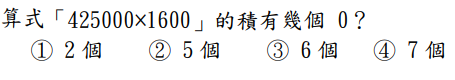 算式「425000×1600」的積有幾個 0？
① 2 個 ② 5 個 ③ 6 個 ④ 7 個